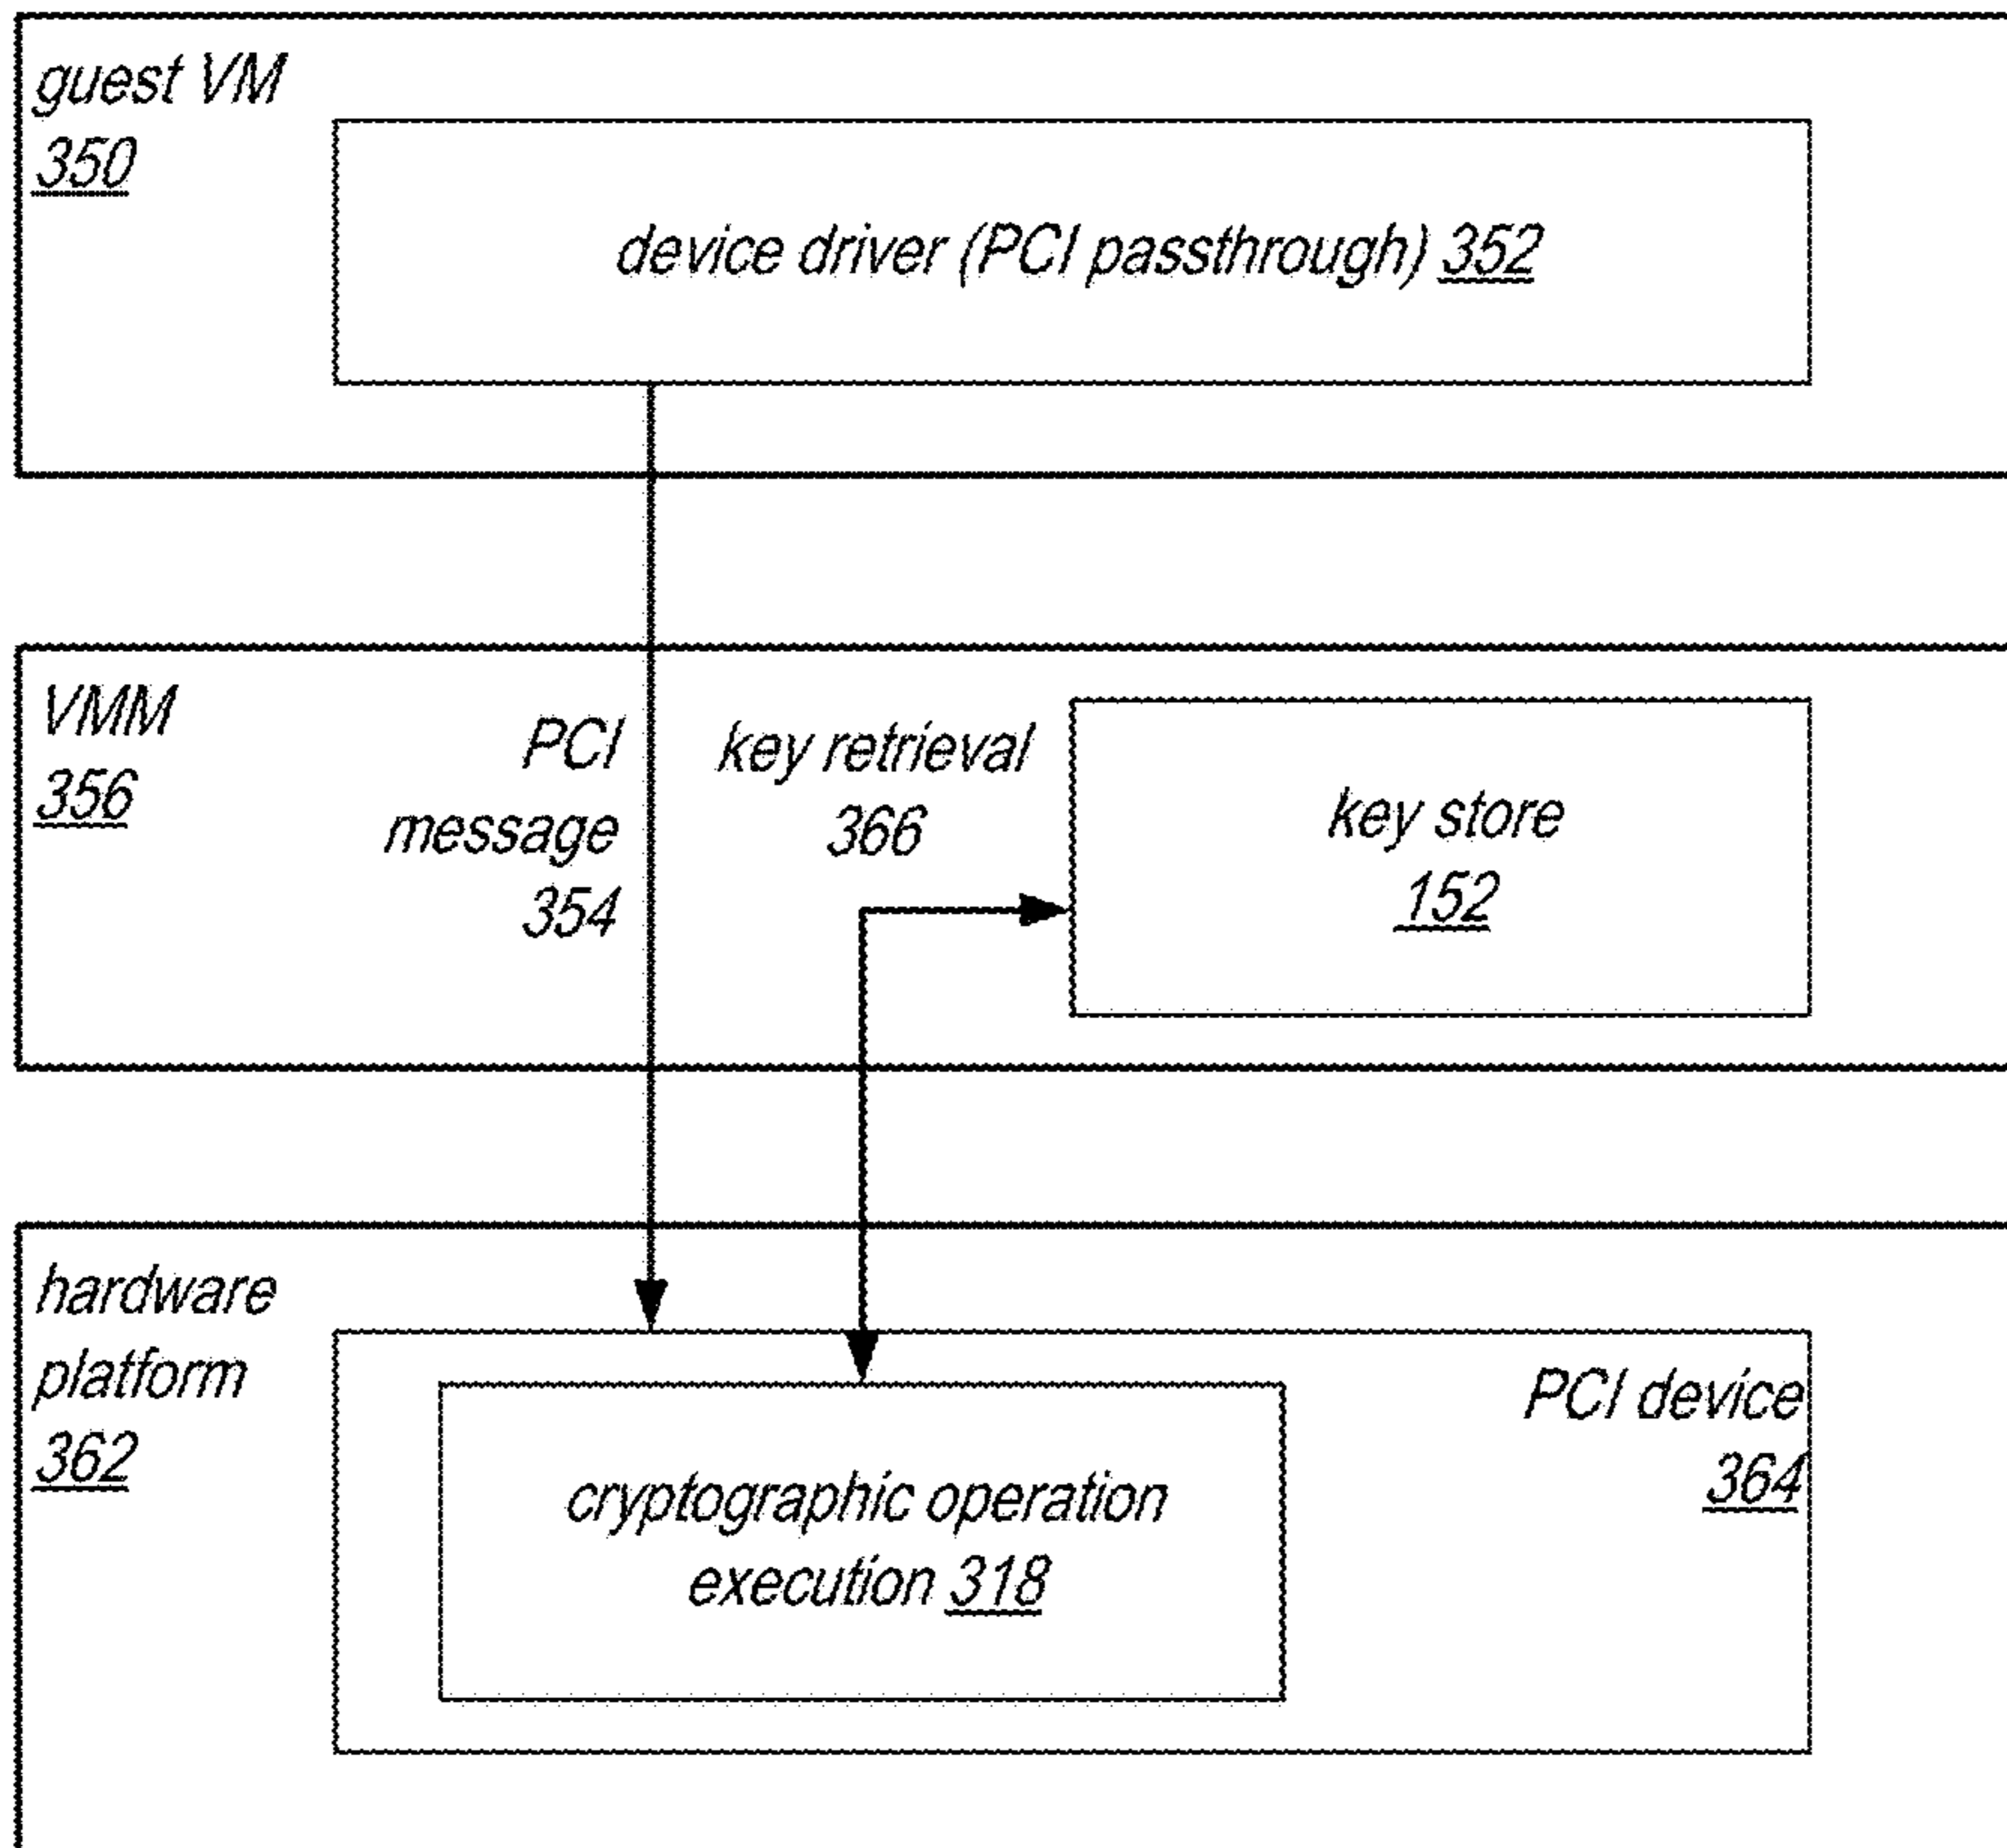 guest VM
350
device driver (PCI passthrough) 352
VMM
356
PCI
message
354
key retrieval
366
key store
152
hardware
platform
362
PCI device
364
cryptographic operation
execution 318